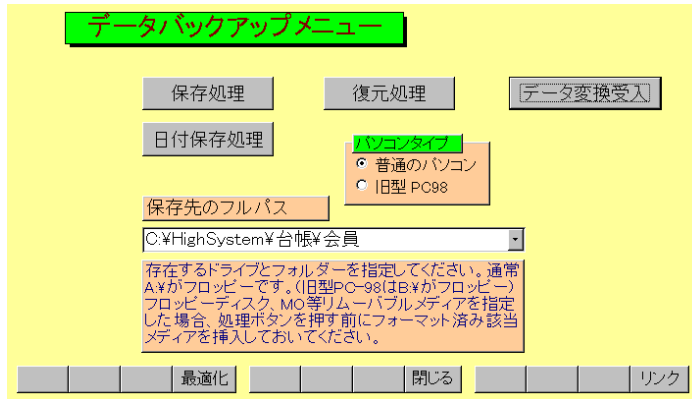 データバックアップメニュー
保存処理
復元処理
データ変換受入
日付保存処理
パソコンタイプ
普通のパソコン
旧型 PC98
保存先のフルパス
C:¥HighSystem¥台帳¥会員
存在するドライブとフォルダーを指定してください。通常
A:¥がフロッピーです。(旧型PC-98はB:¥がフロッピー)
フロッピーディスク、MO等リムーバブルメディアを指定
した場合、処理ボタンを押す前にフォーマット済み該当
メディアを挿入しておいてください。
最適化
閉じる
リンク